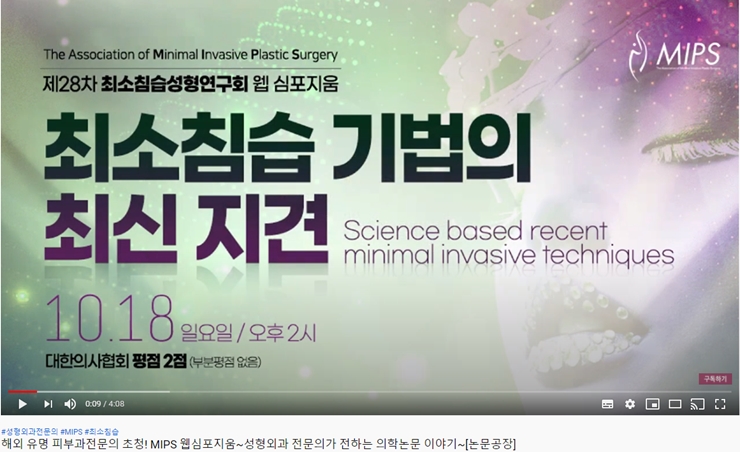 The Association of Minimal Invasive Plastic Surgery
제28차 최소침습성형연구회 웹 심포지움
MIPS
최소침습 기법의
최신 지견
Science based recent
minimal invasive techniques
10.18 일요일 / 오후 2시
대한의사협회 평점 2점 (부분평점 없음)
구독하기
0:09 / 4:08
#성형외과전문의 #MIPS #최소침습
해외 유명 피부과전문의 초청! MIPS 웹심포지움~성형외과 전문의가 전하는 의학논문 이야기~[논문공장]